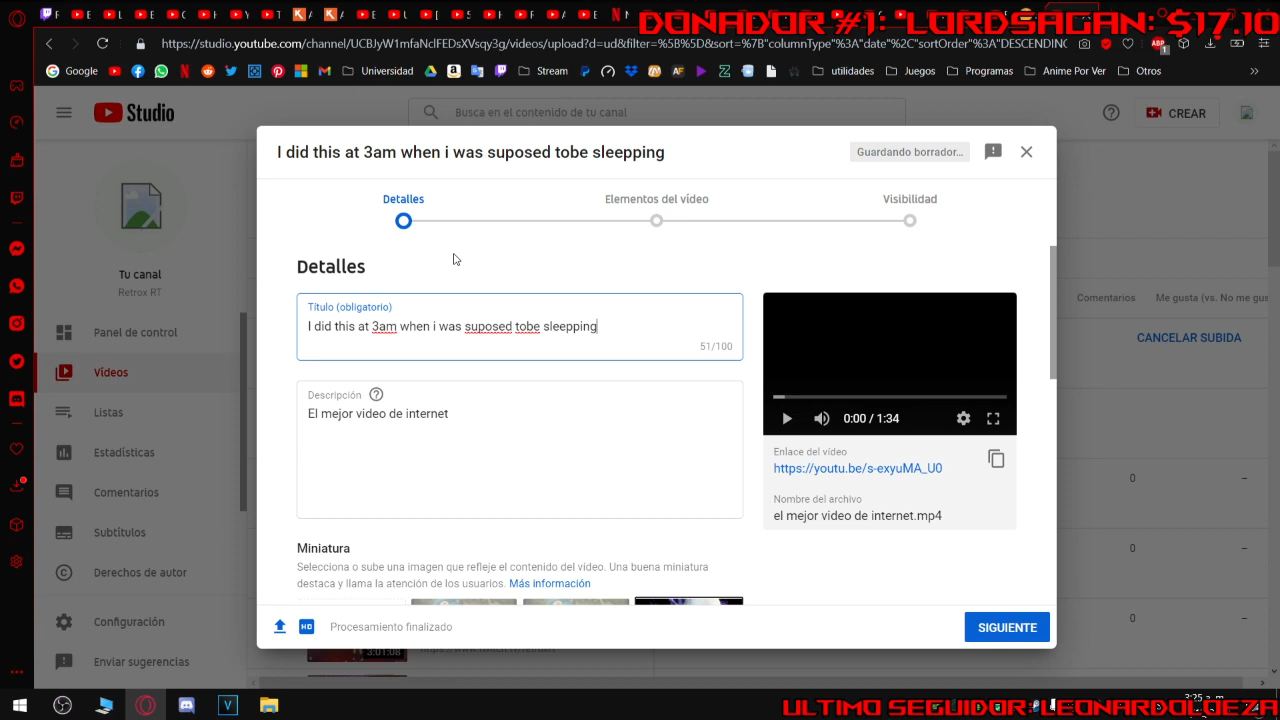 DONADOR #1: LORDSAGAN: $17.10
https://studio.youtube.com/channel/UCBJyW1mfaNclFEDsXVsqy3g/videos/upload?d=ud&filter=%5B%5D&sort=%7B"columnType"%3A"date"%2C"sortOrder"%3A"DESCENDING
Google
Universidad
Stream
utilidades
Juegos
Programas
Anime Por Ver
Otros
Studio
Busca en el contenido de tu canal
CREAR
I did this at 3am when i was suposed tobe sleepping
Guardando borrador...
Detalles
Elementos del vídeo
Visibilidad
Tu canal
Retrox RT
Panel de control
Vídeos
Listas
Estadísticas
Comentarios
Subtítulos
Derechos de autor
Configuración
Enviar sugerencias
Detalles
Título (obligatorio)
I did this at 3am when i was suposed tobe sleepping
51/100
Descripción
El mejor video de internet
0:00 / 1:34
Enlace del vídeo
https://youtu.be/s-exyuMA_U0
Nombre del archivo
el mejor video de internet.mp4
Comentarios
Me gusta (vs. No me gus
CANCELAR SUBIDA
0
–
0
–
0
–
Miniatura
Selecciona o sube una imagen que refleje el contenido del vídeo. Una buena miniatura
destaca y llama la atención de los usuarios. Más información
HD
Procesamiento finalizado
SIGUIENTE
3:01:08
3:25 a. m.
ULTIMO SEGUIDOR: LEONARDOLOEZA